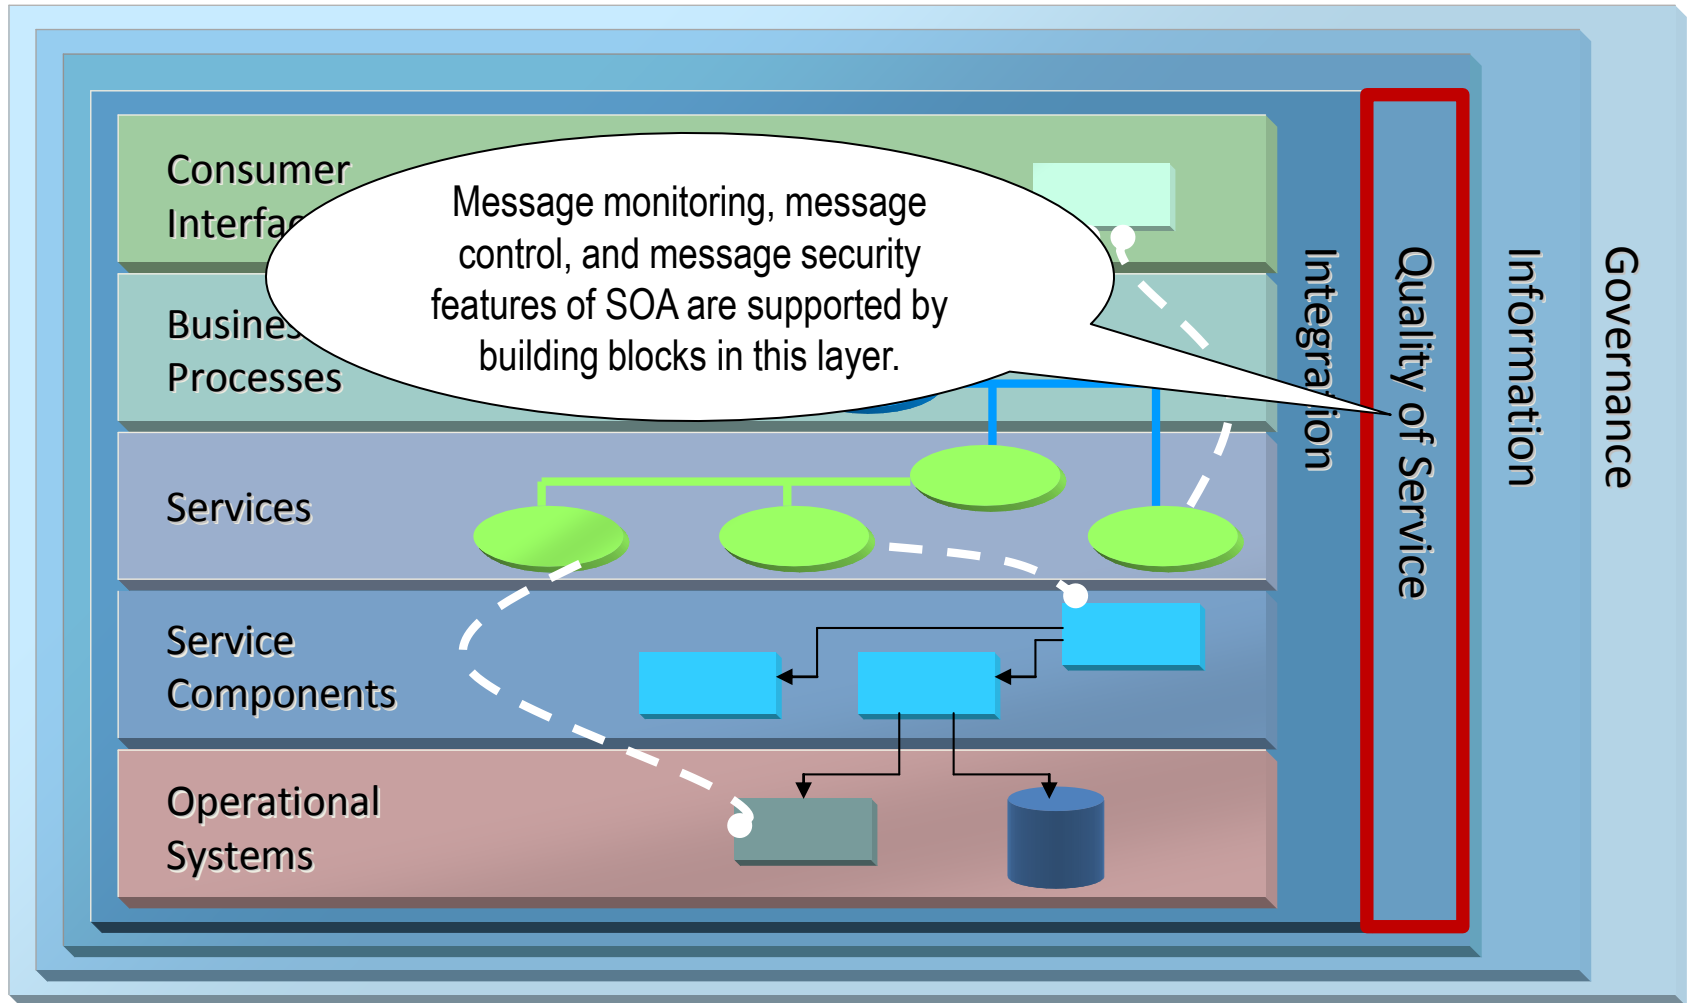 Consumer
Message monitoring, message
control, and message security
features of SOA are supported by
building blocks in this layer.
Processes
Services
Service
Components
Operational
Systems
Integration
Quality of Service
Information
Governance